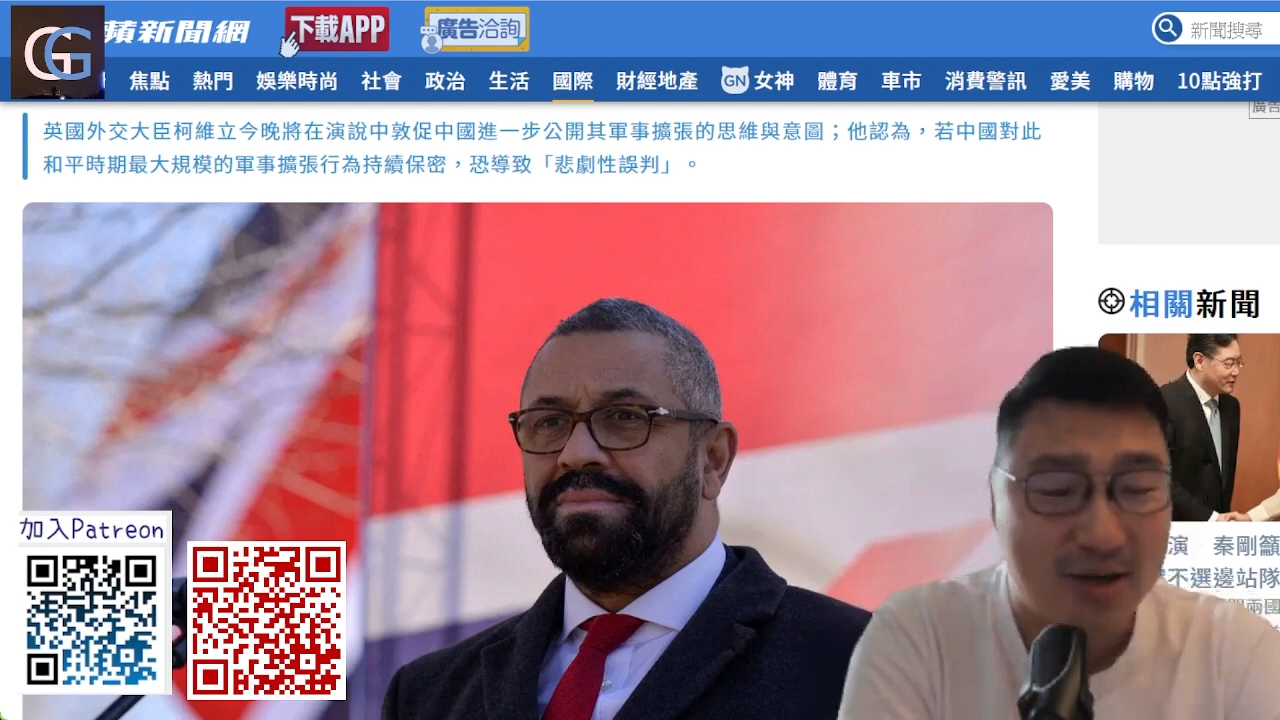 GG
蘋新聞網
下載APP
廣告洽詢
新聞搜尋
焦點 熱門 娛樂時尚 社會 政治 生活 國際 財經地產 GN 女神 體育 車市 消費警訊 愛美 購物 10點強打
廣告
英國外交大臣柯維立今晚將在演說中敦促中國進一步公開其軍事擴張的思維與意圖；他認為，若中國對此
和平時期最大規模的軍事擴張行為持續保密，恐導致「悲劇性誤判」。
相關新聞
加入Patreon
演 秦剛籲
不選邊站隊
兩國